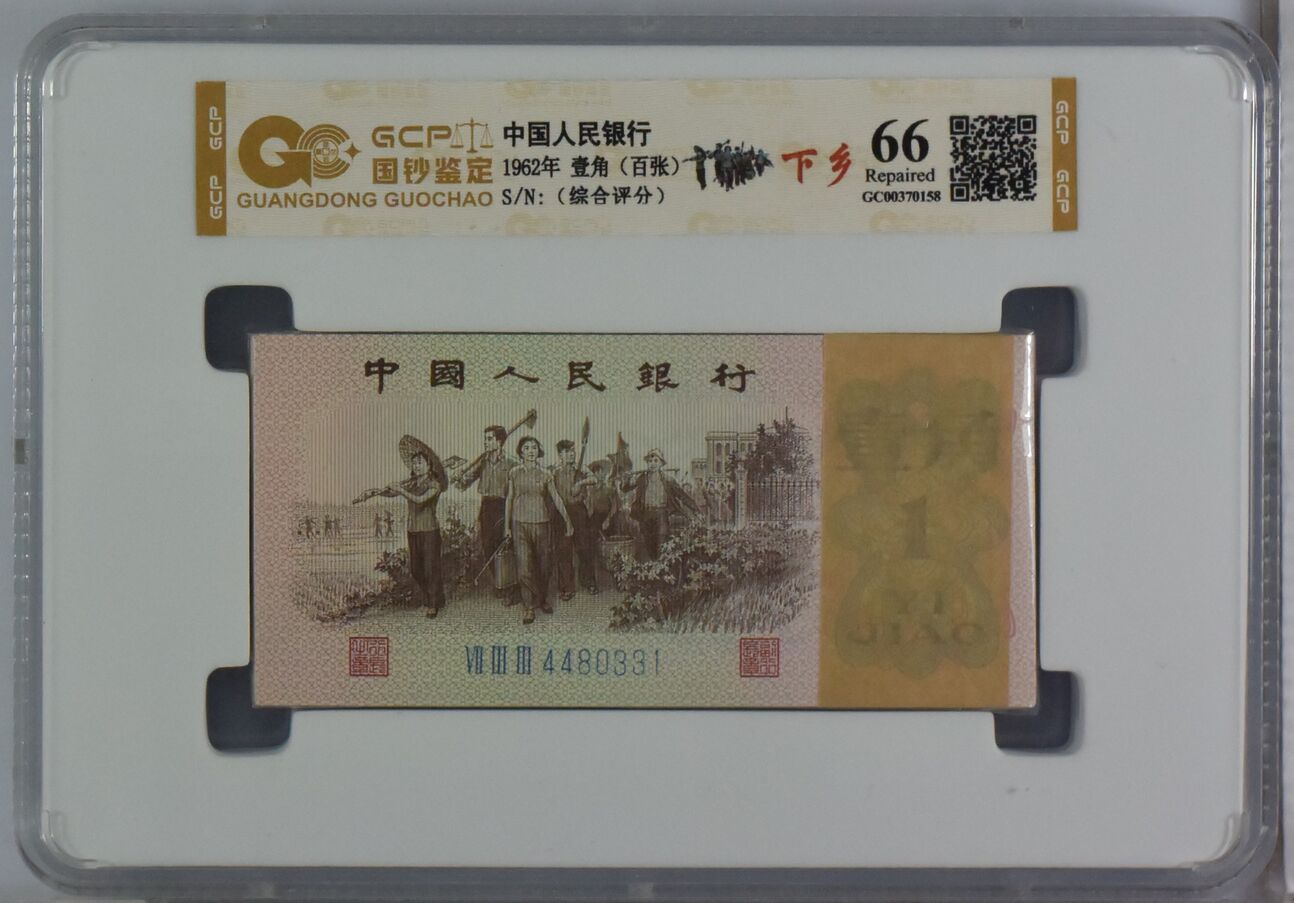 GCP
GCP
GCP
国钞鉴定
GUANGDONG GUOCHAO
中国人民银行
1962年 壹角（百张）
S/N:（综合评分）
下乡
66
Repaired
GC00370158
GCP
GCP
中國人民銀行
VII III III 4480331
壹角
1
YI
JIAO